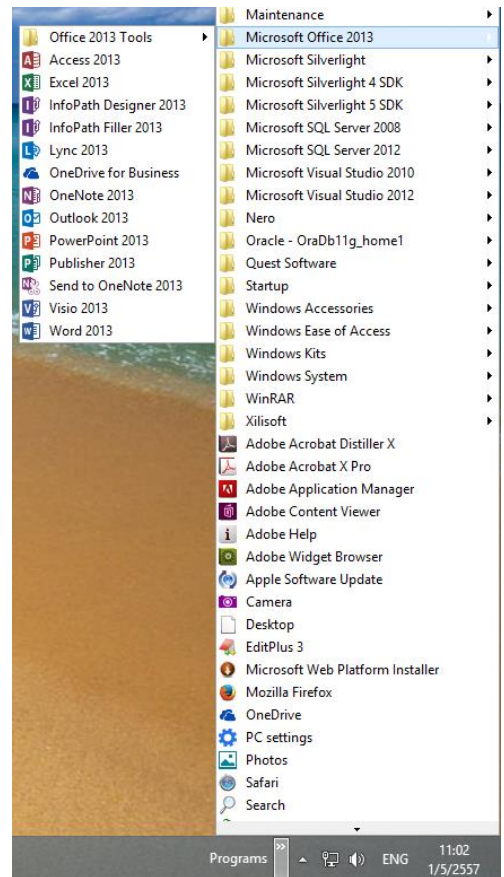 Office 2013 Tools
Access 2013
Excel 2013
InfoPath Designer 2013
InfoPath Filler 2013
Lync 2013
OneDrive for Business
OneNote 2013
Outlook 2013
PowerPoint 2013
Publisher 2013
Send to OneNote 2013
Visio 2013
Word 2013
Maintenance
Microsoft Office 2013
Microsoft Silverlight
Microsoft Silverlight 4 SDK
Microsoft Silverlight 5 SDK
Microsoft SQL Server 2008
Microsoft SQL Server 2012
Microsoft Visual Studio 2010
Microsoft Visual Studio 2012
Nero
Oracle - OraDb11g_home1
Quest Software
Startup
Windows Accessories
Windows Ease of Access
Windows Kits
Windows System
WinRAR
Xilisoft
Adobe Acrobat Distiller X
Adobe Acrobat X Pro
Adobe Application Manager
Adobe Content Viewer
Adobe Help
Adobe Widget Browser
Apple Software Update
Camera
Desktop
EditPlus 3
Microsoft Web Platform Installer
Mozilla Firefox
OneDrive
PC settings
Photos
Safari
Search
Programs ENG 11:02
1/5/2557